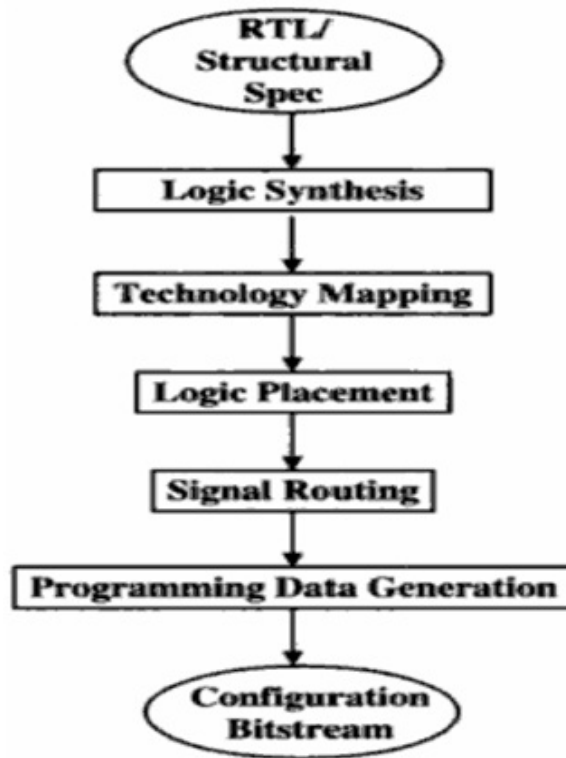 RTL/
Structural
Spec
Logic Synthesis
Technology Mapping
Logic Placement
Signal Routing
Programming Data Generation
Configuration
Bitstream